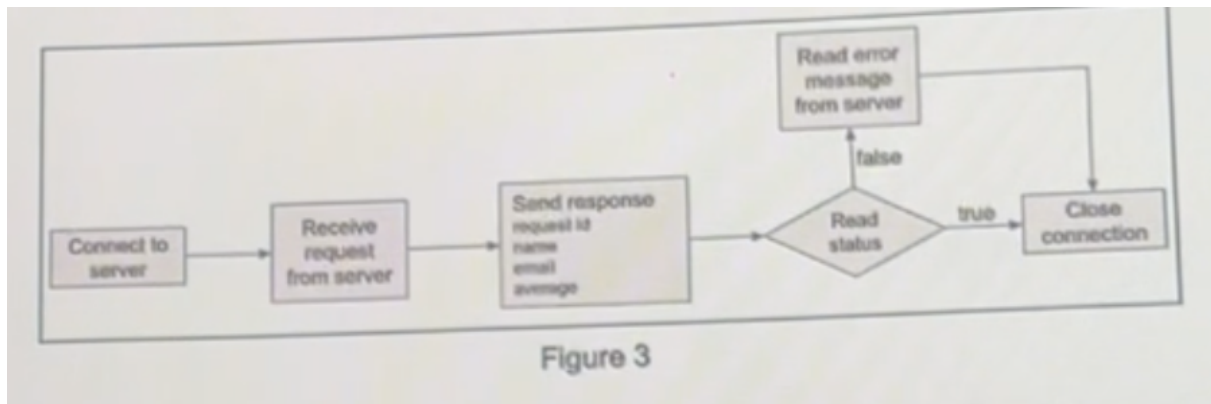 Connect to
server
Receive
request
from server
Send response
request id
name
email
average
Read
status
false
Read error
message
from server
true
Close
connection
Figure 3